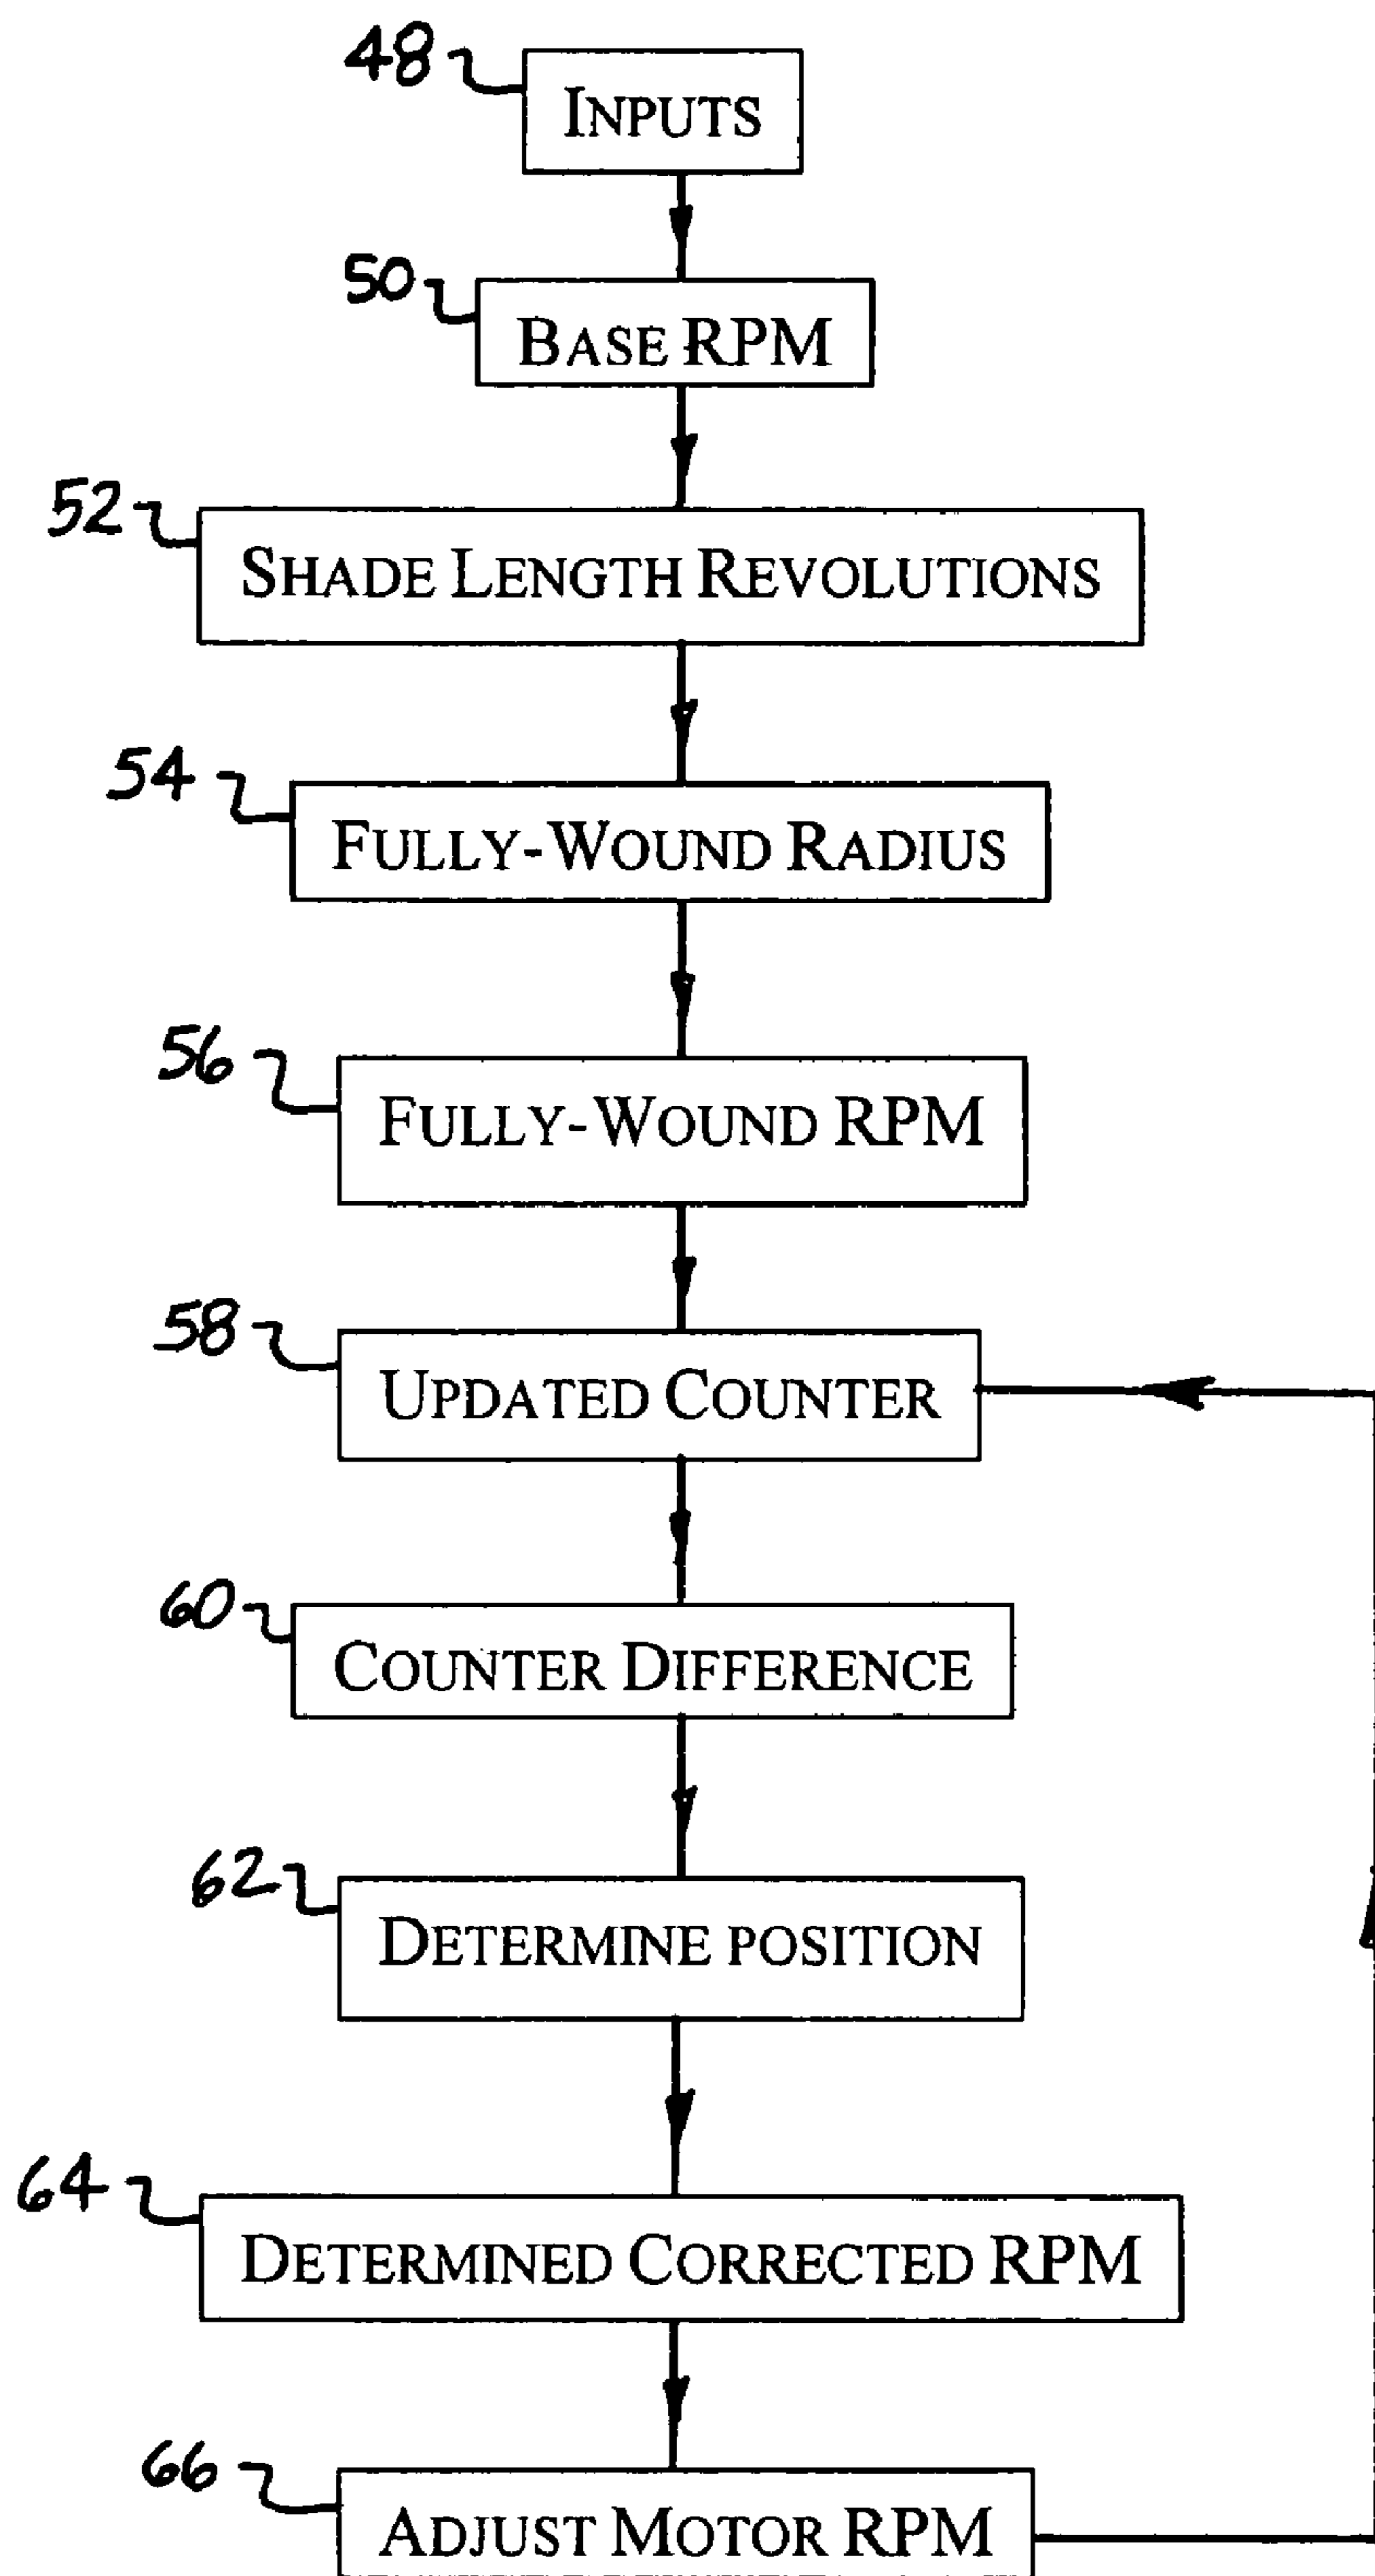 48 INPUTS
50 BASE RPM
52 SHADE LENGTH REVOLUTIONS
54 FULLY-WOUND RADIUS
56 FULLY-WOUND RPM
58 UPDATED COUNTER
60 COUNTER DIFFERENCE
62 DETERMINE POSITION
64 DETERMINED CORRECTED RPM
66 ADJUST MOTOR RPM